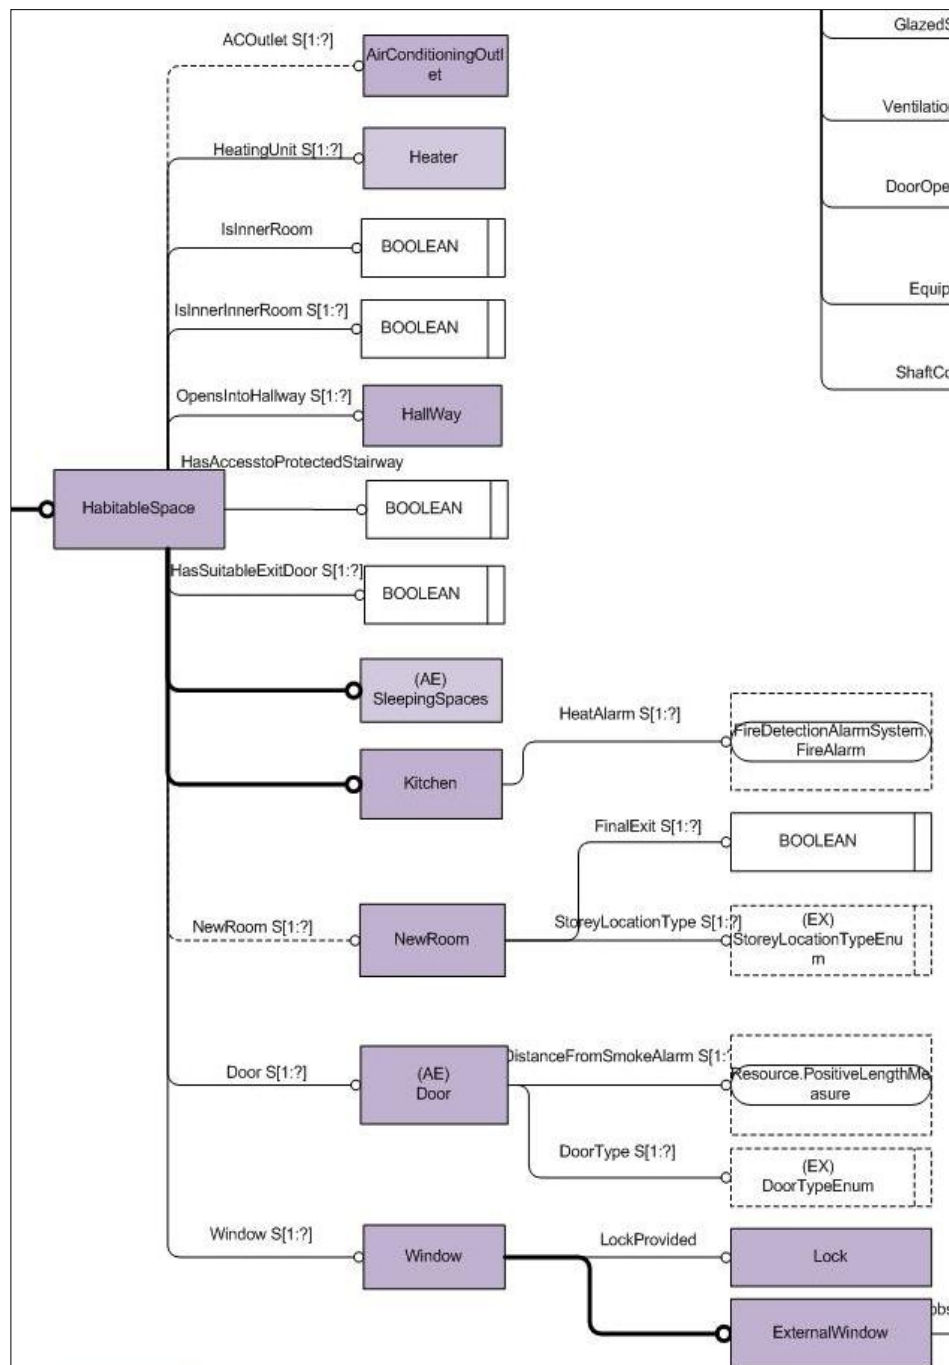 ACOutlet S[1:?]
AirConditioningOutl
et
GlazedS
HeatingUnit S[1:?]
Heater
Ventilation
IsInnerRoom
BOOLEAN
DoorOpe
IsInnerInnerRoom S[1:?]
BOOLEAN
Equip
OpensIntoHallway S[1:?]
HallWay
ShaftCo
HasAccesstoProtectedStairway
HabitableSpace
BOOLEAN
HasSuitableExitDoor S[1:?]
BOOLEAN
(AE)
SleepingSpaces
HeatAlarm S[1:?]
FireDetectionAlarmSystem.
FireAlarm
Kitchen
FinalExit S[1:?]
BOOLEAN
NewRoom S[1:?]
NewRoom
StoreyLocationType S[1:?]
(EX)
StoreyLocationTypeEnu
m
DistanceFromSmokeAlarm S[1:?
Door S[1:?]
(AE)
Door
Resource.PositiveLengthMe
asure
DoorType S[1:?]
(EX)
DoorTypeEnum
Window S[1:?]
Window
LockProvided
Lock
ExternalWindow
obs